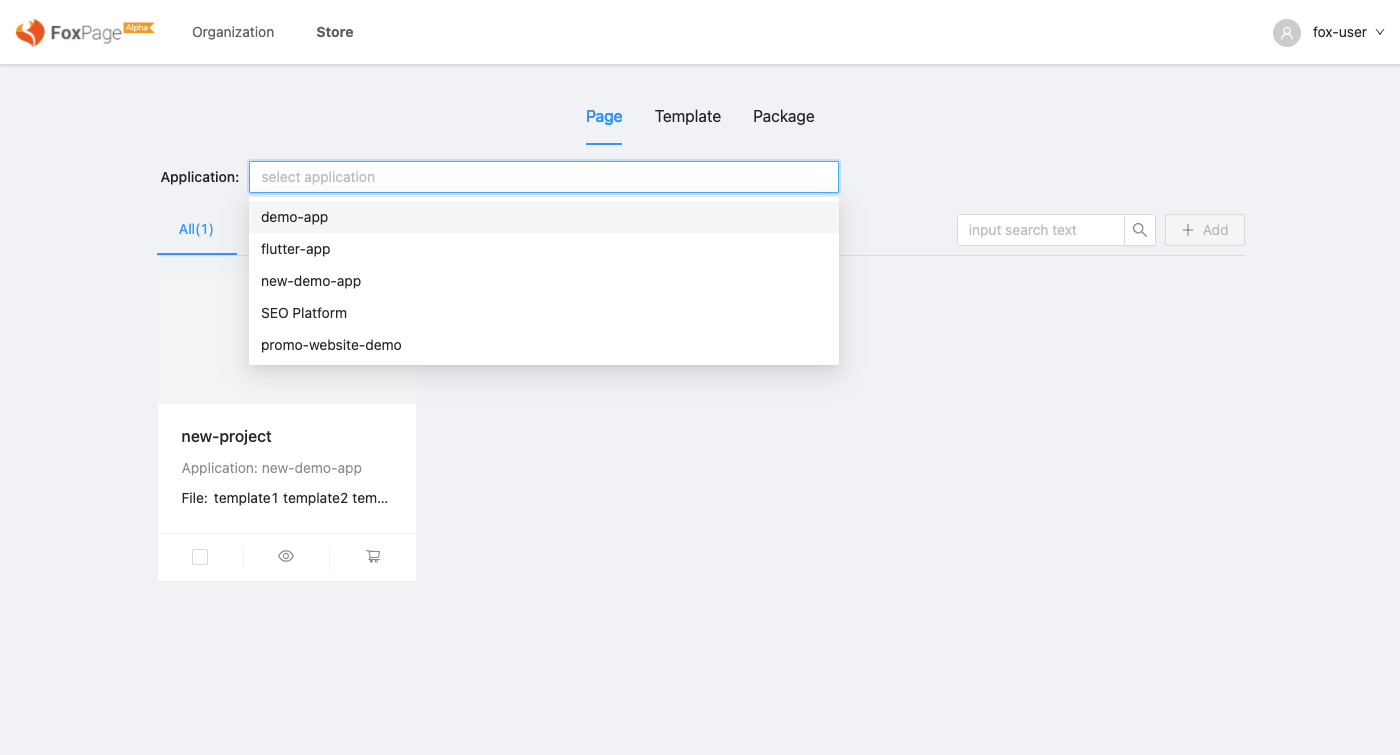 FoxPage Alpha Organization Store fox-user
Page Template Package
Application: select application
demo-app
flutter-app
new-demo-app
SEO Platform
promo-website-demo
All(1) input search text Add
new-project
Application: new-demo-app
File: template1 template2 tem...